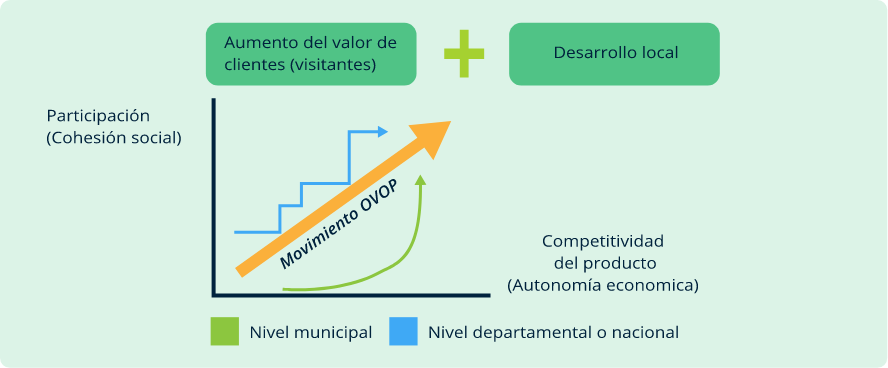 Aumento del valor de
clientes (visitantes)
Desarrollo local
Participación
(Cohesión social)
Movimiento OVOP
Competitividad
del producto
(Autonomía economica)
Nivel municipal
Nivel departamental o nacional